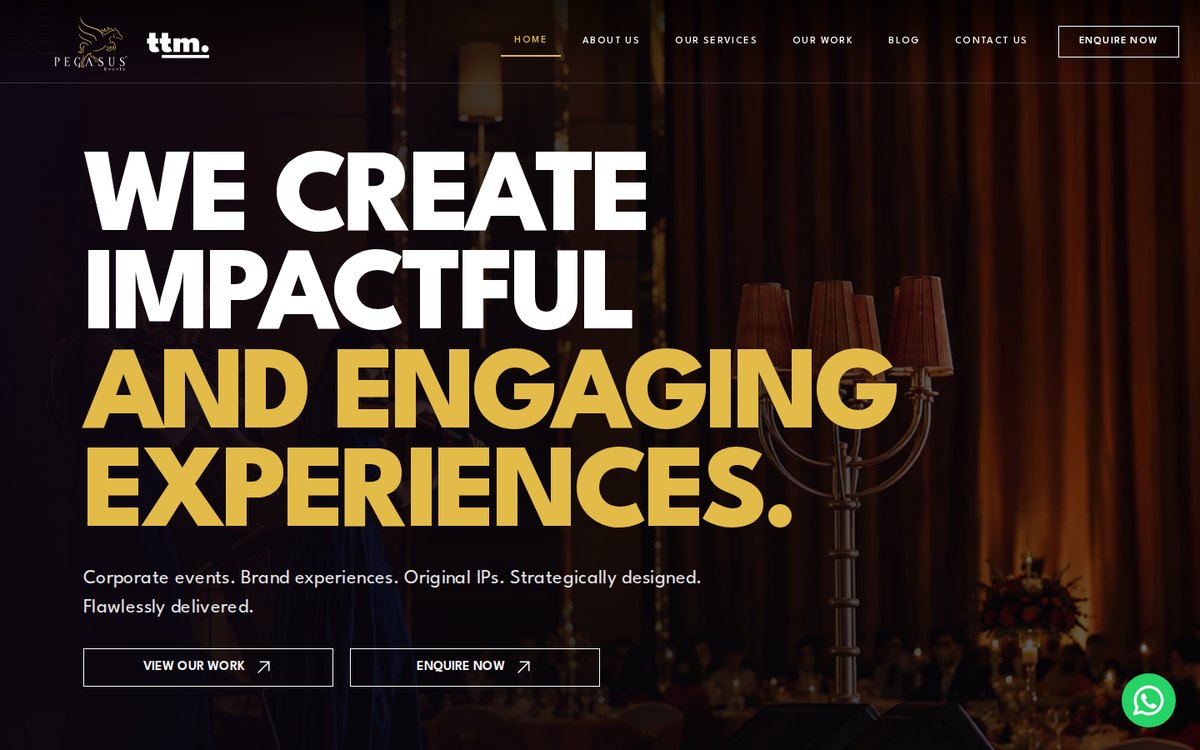 PEGASUS
Events
ttm.
HOME
ABOUT US
OUR SERVICES
OUR WORK
BLOG
CONTACT US
ENQUIRE NOW
WE CREATE
IMPACTFUL
AND ENGAGING
EXPERIENCES.
Corporate events. Brand experiences. Original IPs. Strategically designed.
Flawlessly delivered.
VIEW OUR WORK
ENQUIRE NOW